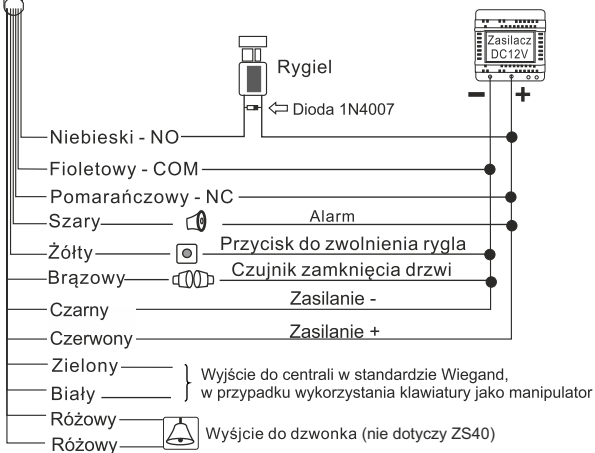 Zasilacz
DC12V
Rygiel
Dioda 1N4007
Niebieski - NO
Fioletowy - COM
Pomarańczowy - NC
Szary
Alarm
Żółty
Przycisk do zwolnienia rygla
Brązowy
Czujnik zamknięcia drzwi
Czarny
Zasilanie -
Czerwony
Zasilanie +
Zielony
Biały
Wyjście do centrali w standardzie Wiegand,
w przypadku wykorzystania klawiatury jako manipulator
Różowy
Różowy
Wyśjcie do dzwonka (nie dotyczy ZS40)